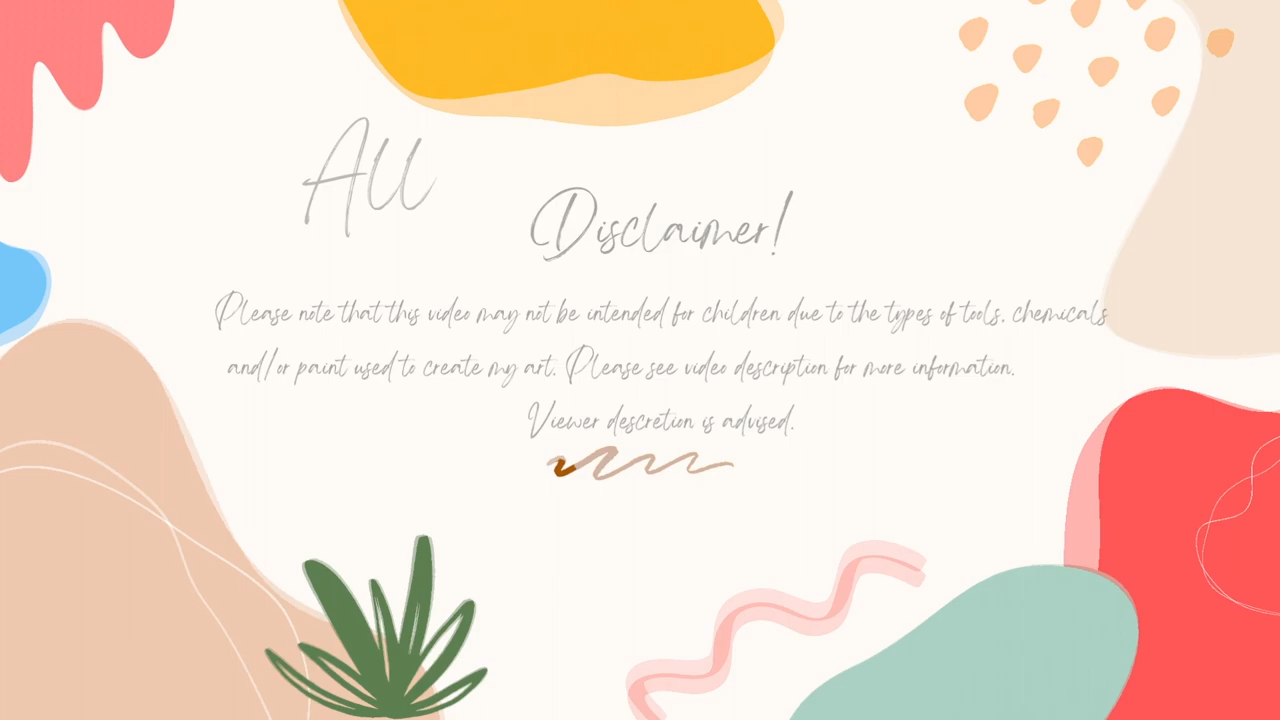 All
Disclaimer!
Please note that this video may not be intended for children due to the types of tools, chemicals
and/or paint used to create my art. Please see video description for more information.
Viewer descretion is advised.